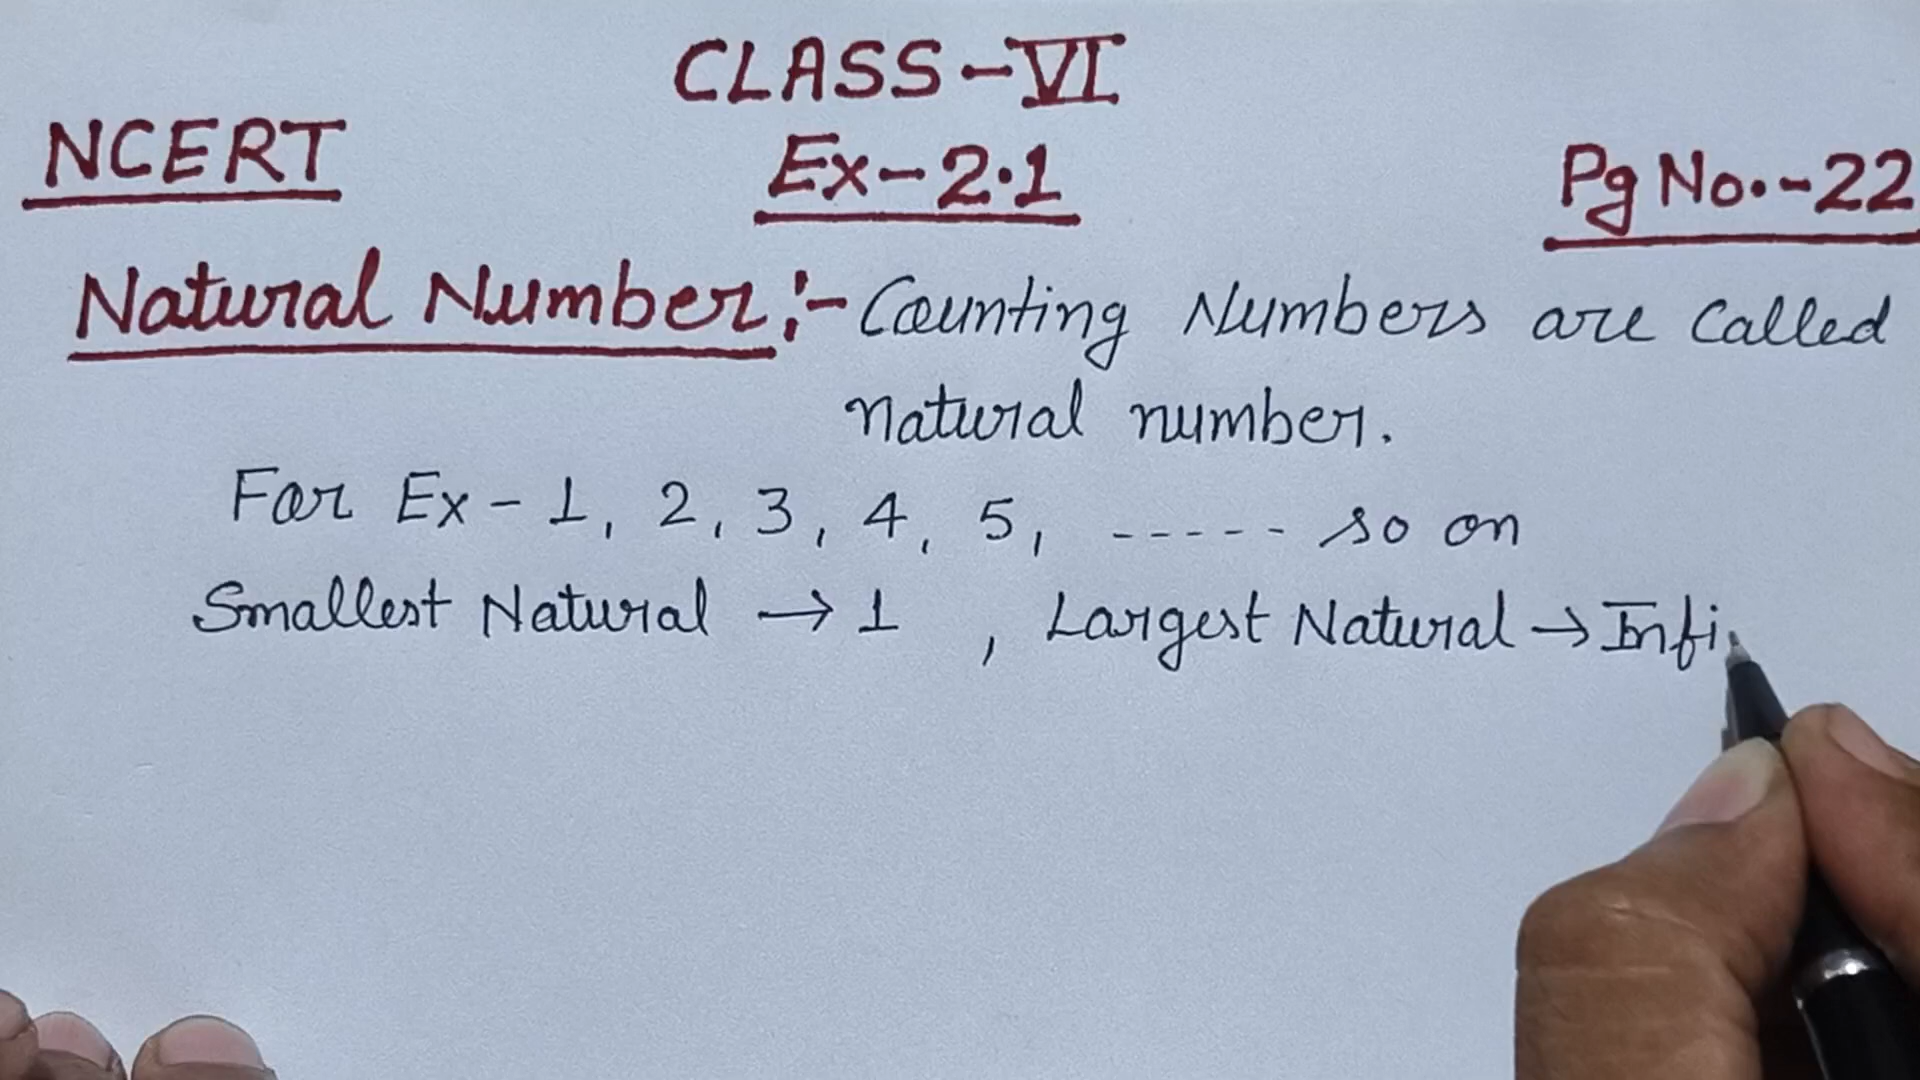 CLASS-VI
NCERT
Ex-2.1
Pg No.-22
Natural Number:- Counting Numbers are called
natural number.
For Ex - 1, 2, 3, 4, 5, ----- so on
Smallest Natural → 1 , Largest Natural → Infi